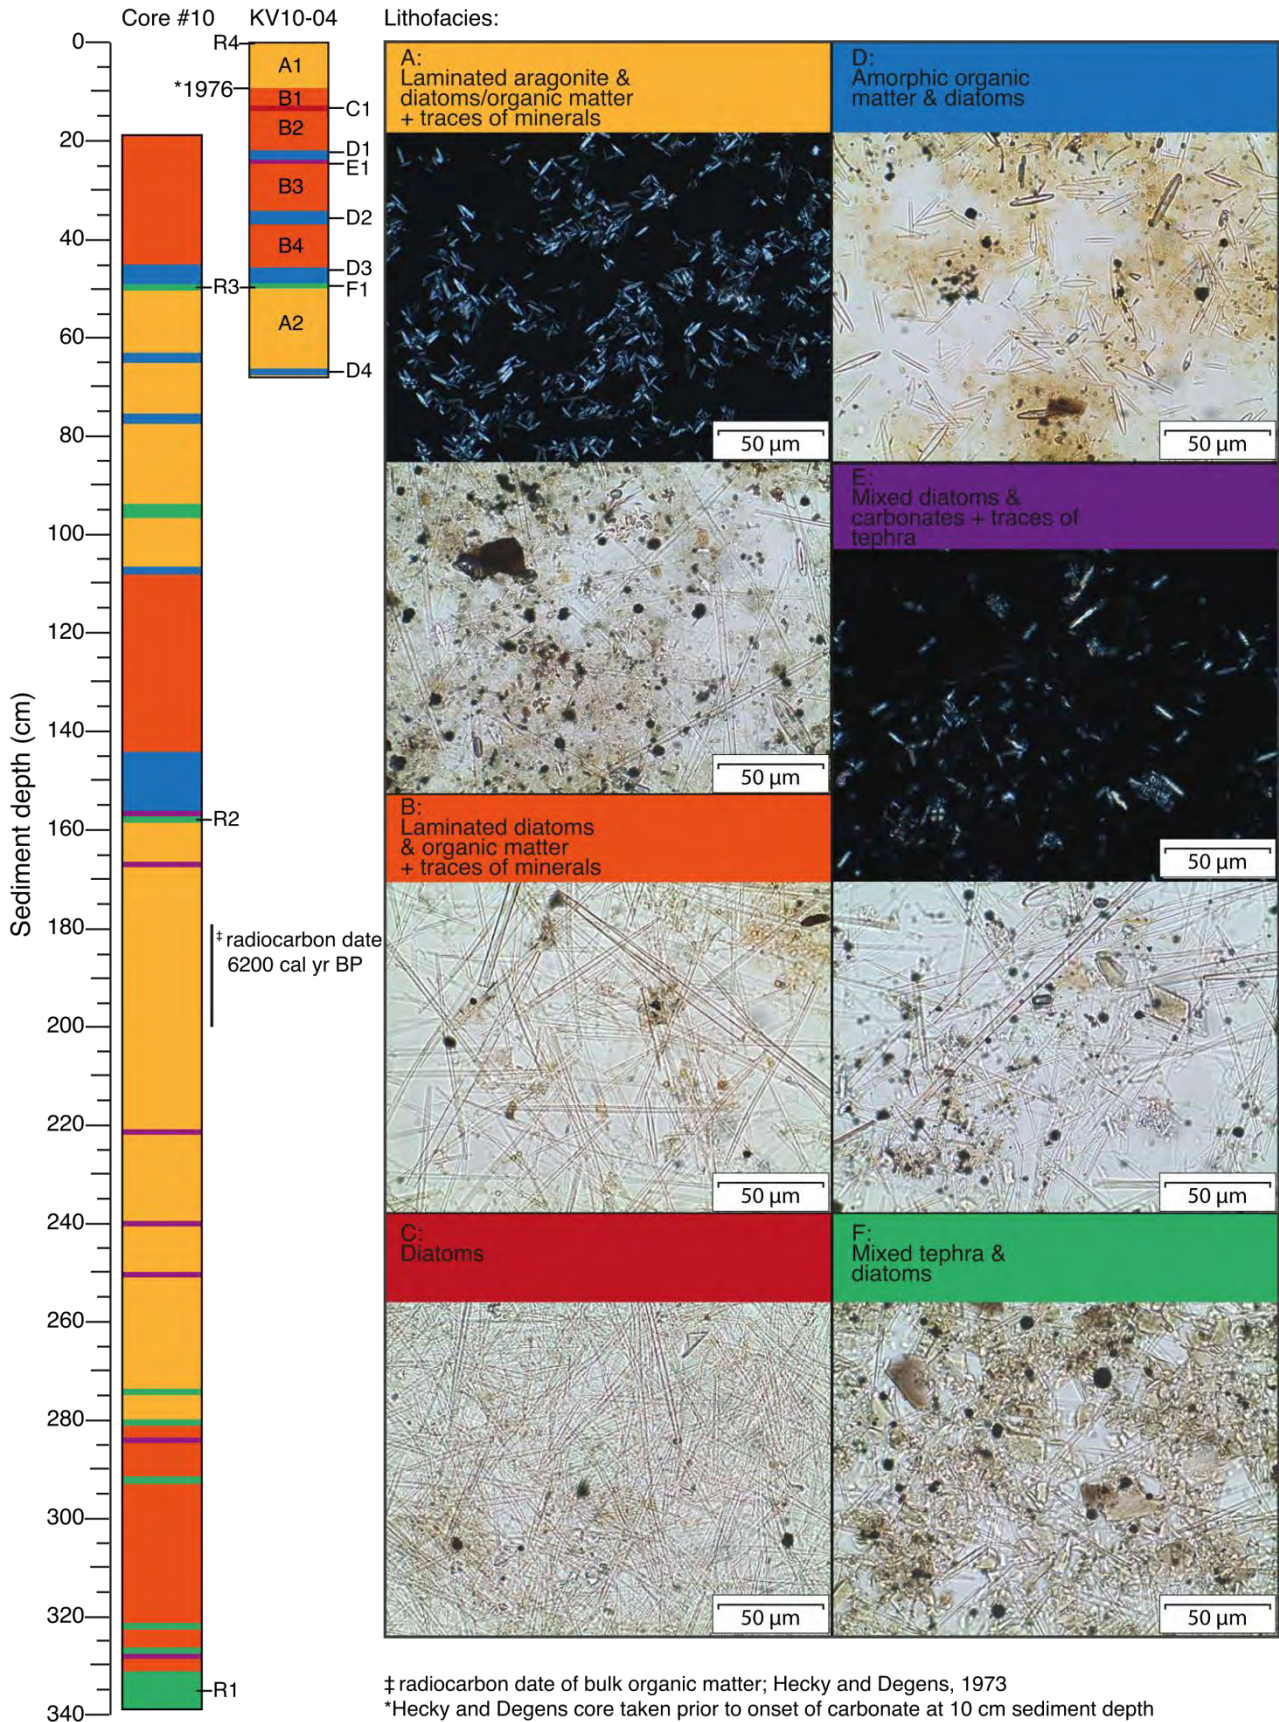 Core #10 KV10-04 Lithofacies:
Sediment depth (cm)
0
20
40
60
80
100
120
140
160
180
200
220
240
260
280
300
320
340
R4
A1
*1976
B1
C1
B2
D1
E1
B3
D2
B4
D3
R3
F1
A2
D4
R2
‡ radiocarbon date
6200 cal yr BP
R1
A:
Laminated aragonite &
diatoms/organic matter
+ traces of minerals
50 µm
50 µm
B:
Laminated diatoms
& organic matter
+ traces of minerals
50 µm
C:
Diatoms
50 µm
D:
Amorphic organic
matter & diatoms
50 µm
E:
Mixed diatoms &
carbonates + traces of
tephra
50 µm
50 µm
F:
Mixed tephra &
diatoms
50 µm
‡ radiocarbon date of bulk organic matter; Hecky and Degens, 1973
*Hecky and Degens core taken prior to onset of carbonate at 10 cm sediment depth